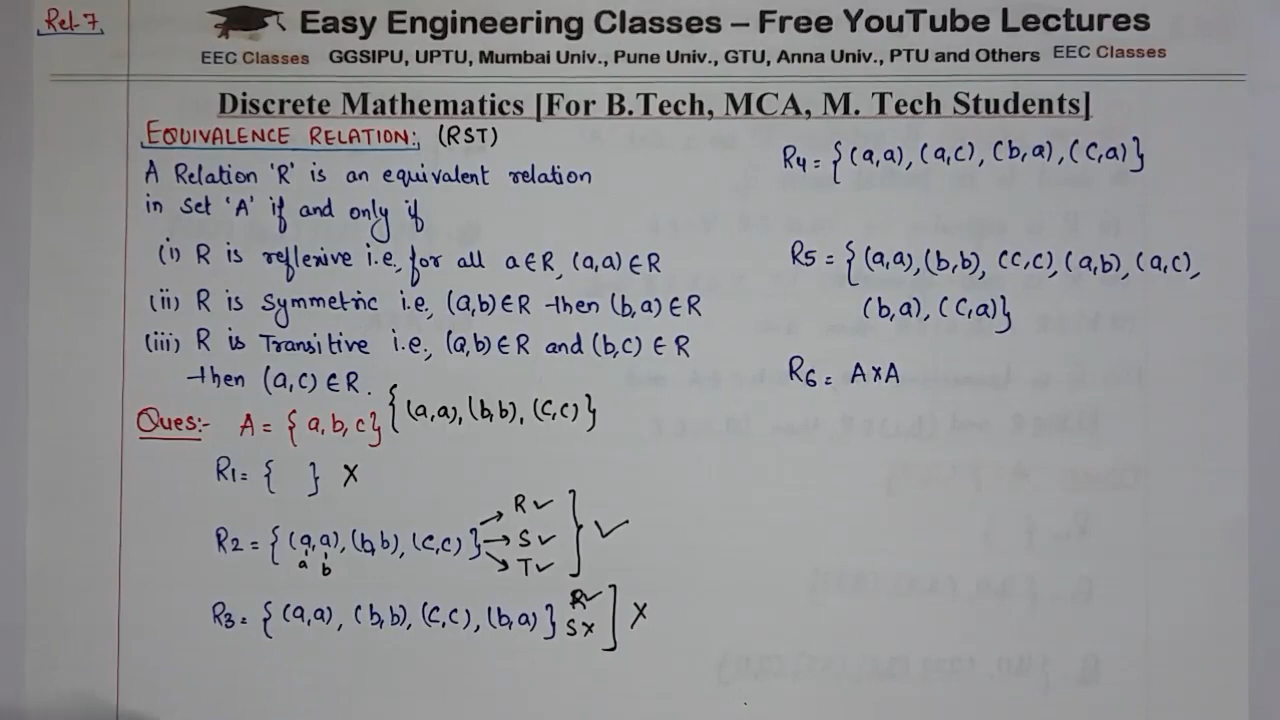 Rel-7
Easy Engineering Classes – Free YouTube Lectures
EEC Classes GGSIPU, UPTU, Mumbai Univ., Pune Univ., GTU, Anna Univ., PTU and Others EEC Classes
Discrete Mathematics [For B.Tech, MCA, M. Tech Students]
EQUIVALENCE RELATION: (RST)
A Relation 'R' is an equivalent relation
in set 'A' if and only if
(i) R is reflexive i.e, for all a∈R, (a,a)∈R
(ii) R is Symmetric i.e, (a,b)∈R then (b,a)∈R
(iii) R is Transitive i.e., (a,b)∈R and (b,c)∈R
then (a,c)∈R.
Ques:- A = {a,b,c} {(a,a), (b,b), (c,c)}
R1 = { } X
R2 = {(a,a), (b,b), (c,c)}
a b
R ✓
S ✓
T ✓
✓
R3 = {(a,a), (b,b), (c,c), (b,a)}
R ✓
S X
X
R4 = {(a,a), (a,c), (b,a), (c,a)}
R5 = {(a,a), (b,b), (c,c), (a,b), (a,c),
(b,a), (c,a)}
R6 = A×A